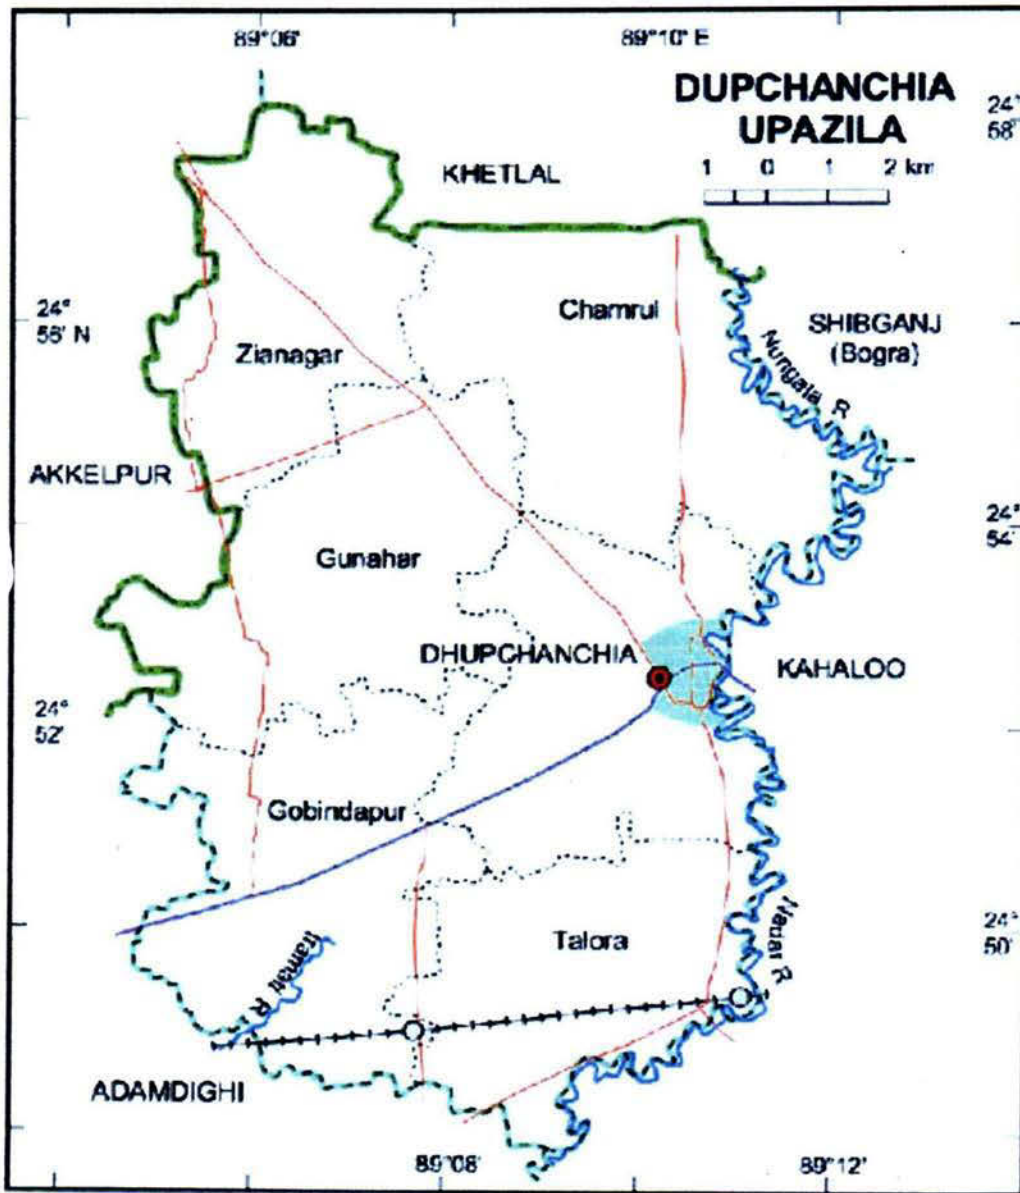 89°06'
89°10' E
DUPCHANCHIA
UPAZILA
24°
58'
1 0 1 2 km
KHETLAL
24°
56' N
Chamrul
SHIBGANJ
(Bogra)
Zianagar
Nungala R
AKKELPUR
24°
54'
Gunahar
DHUPCHANCHIA
KAHALOO
24°
52'
Gobindapur
24°
50'
Talora
Nagar R
Iramati R
ADAMDIGHI
89°08'
89°12'